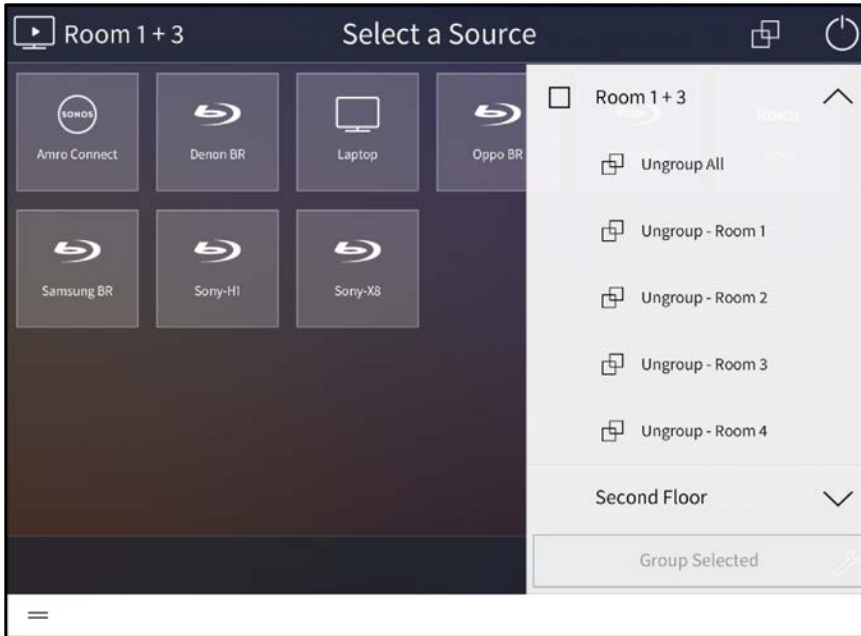 Room 1 + 3
Select a Source
SONOS
Amro Connect
Denon BR
Laptop
Oppo BR
Samsung BR
Sony-H1
Sony-X8
Room 1 + 3
Ungroup All
Ungroup - Room 1
Ungroup - Room 2
Ungroup - Room 3
Ungroup - Room 4
Second Floor
Group Selected